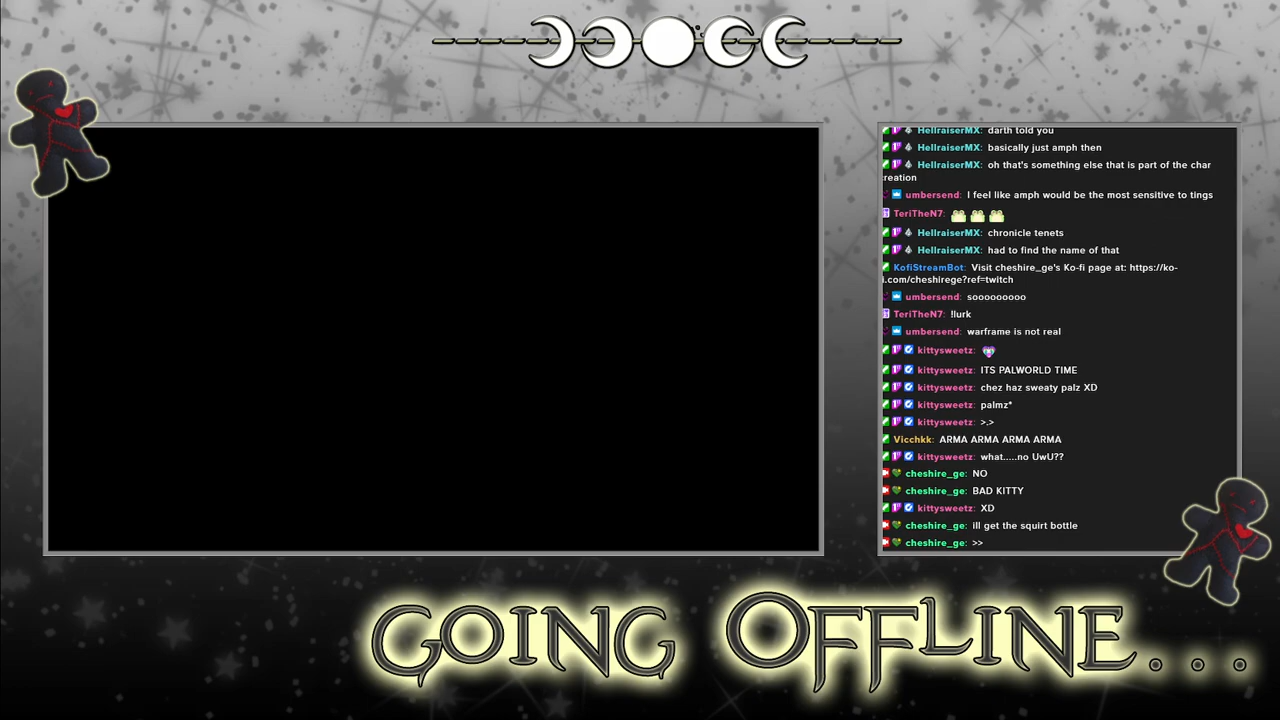 HellraiserMX: darth told you
HellraiserMX: basically just amph then
HellraiserMX: oh that's something else that is part of the char
creation
umbersend: I feel like amph would be the most sensitive to tings
TeriTheN7:
HellraiserMX: chronicle tenets
HellraiserMX: had to find the name of that
KofiStreamBot: Visit cheshire_ge's Ko-fi page at: https://ko-
i.com/cheshirege?ref=twitch
umbersend: sooooooooo
TeriTheN7: !lurk
umbersend: warframe is not real
kittysweetz:
kittysweetz: ITS PALWORLD TIME
kittysweetz: chez haz sweaty palz XD
kittysweetz: palmz*
kittysweetz: >.>
Vicchkk: ARMA ARMA ARMA ARMA
kittysweetz: what.....no UwU??
cheshire_ge: NO
cheshire_ge: BAD KITTY
kittysweetz: XD
cheshire_ge: ill get the squirt bottle
cheshire_ge: >>
GOING OFFLINE...